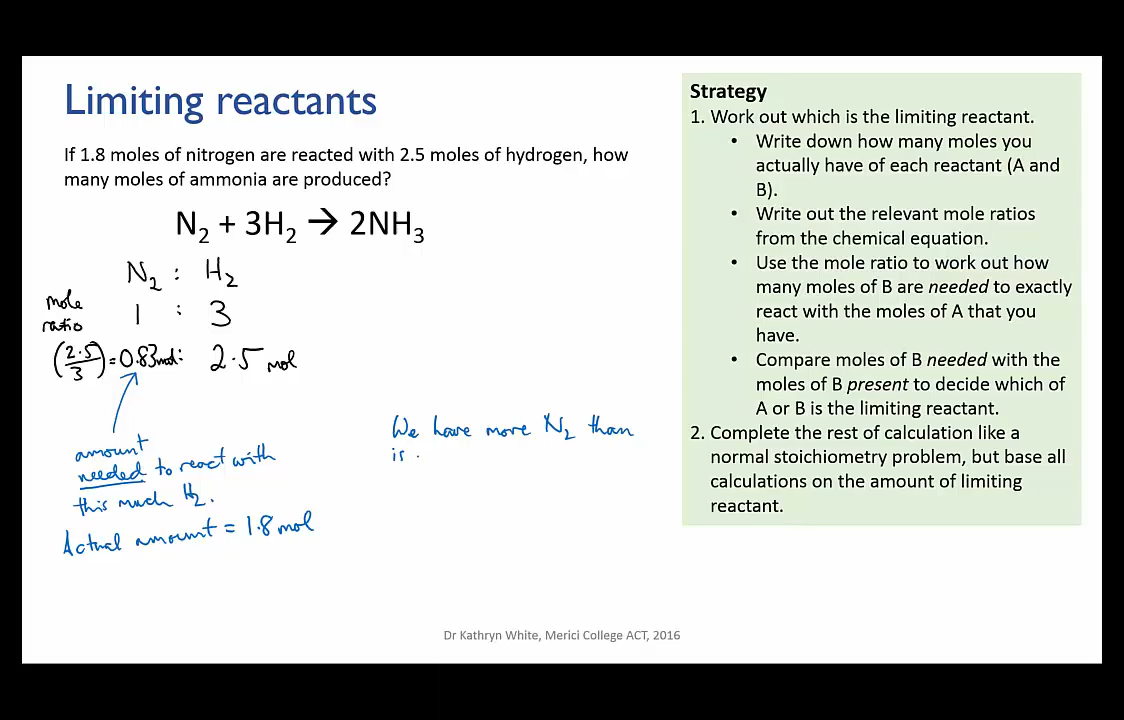 Limiting reactants
If 1.8 moles of nitrogen are reacted with 2.5 moles of hydrogen, how
many moles of ammonia are produced?
N₂ + 3H₂ → 2NH₃
N₂ : H₂
mole
ratio
1 : 3
(2.5/3) = 0.83mol : 2.5 mol
amount
needed to react with
this much H₂.
Actual amount = 1.8 mol
We have more N₂ than
is .
Strategy
1. Work out which is the limiting reactant.
• Write down how many moles you
actually have of each reactant (A and
B).
• Write out the relevant mole ratios
from the chemical equation.
• Use the mole ratio to work out how
many moles of B are needed to exactly
react with the moles of A that you
have.
• Compare moles of B needed with the
moles of B present to decide which of
A or B is the limiting reactant.
2. Complete the rest of calculation like a
normal stoichiometry problem, but base all
calculations on the amount of limiting
reactant.
Dr Kathryn White, Merici College ACT, 2016